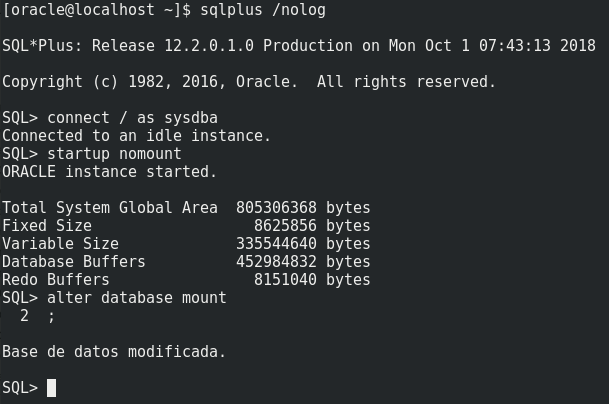 [oracle@localhost ~]$ sqlplus /nolog
SQL*Plus: Release 12.2.0.1.0 Production on Mon Oct 1 07:43:13 2018
Copyright (c) 1982, 2016, Oracle.  All rights reserved.
SQL> connect / as sysdba
Connected to an idle instance.
SQL> startup nomount
ORACLE instance started.
Total System Global Area  805306368 bytes
Fixed Size                  8625856 bytes
Variable Size             335544640 bytes
Database Buffers          452984832 bytes
Redo Buffers                8151040 bytes
SQL> alter database mount
  2  ;
Base de datos modificada.
SQL>